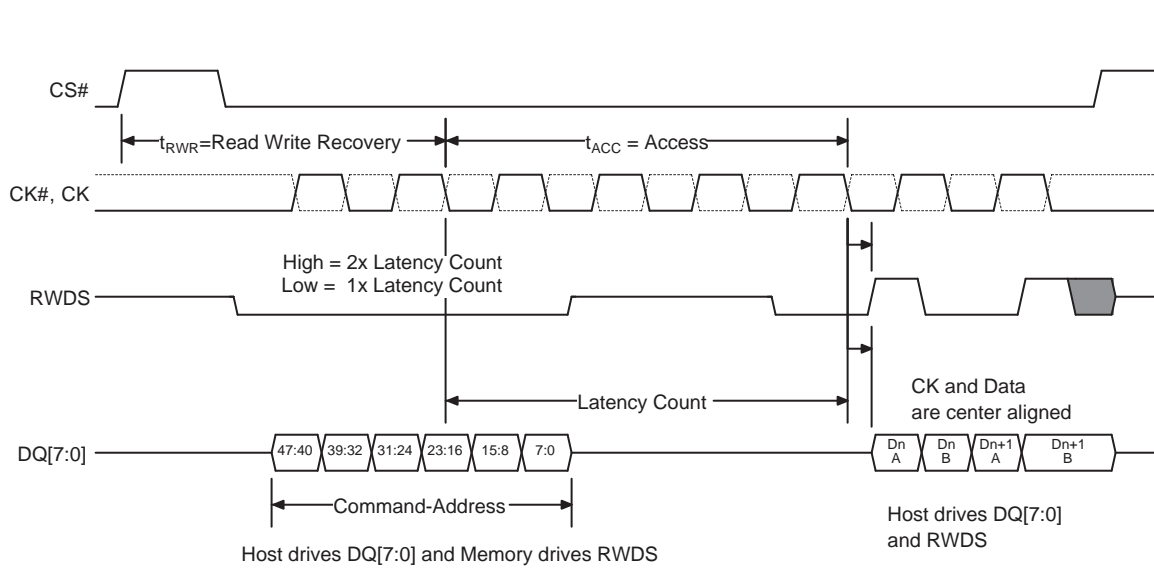 CS#
t_RWR=Read Write Recovery
t_ACC = Access
CK#, CK
High = 2x Latency Count
Low = 1x Latency Count
RWDS
Latency Count
CK and Data
are center aligned
DQ[7:0]
47:40 39:32 31:24 23:16 15:8 7:0
Dn
A
Dn
B
Dn+1
A
Dn+1
B
Command-Address
Host drives DQ[7:0]
and RWDS
Host drives DQ[7:0] and Memory drives RWDS